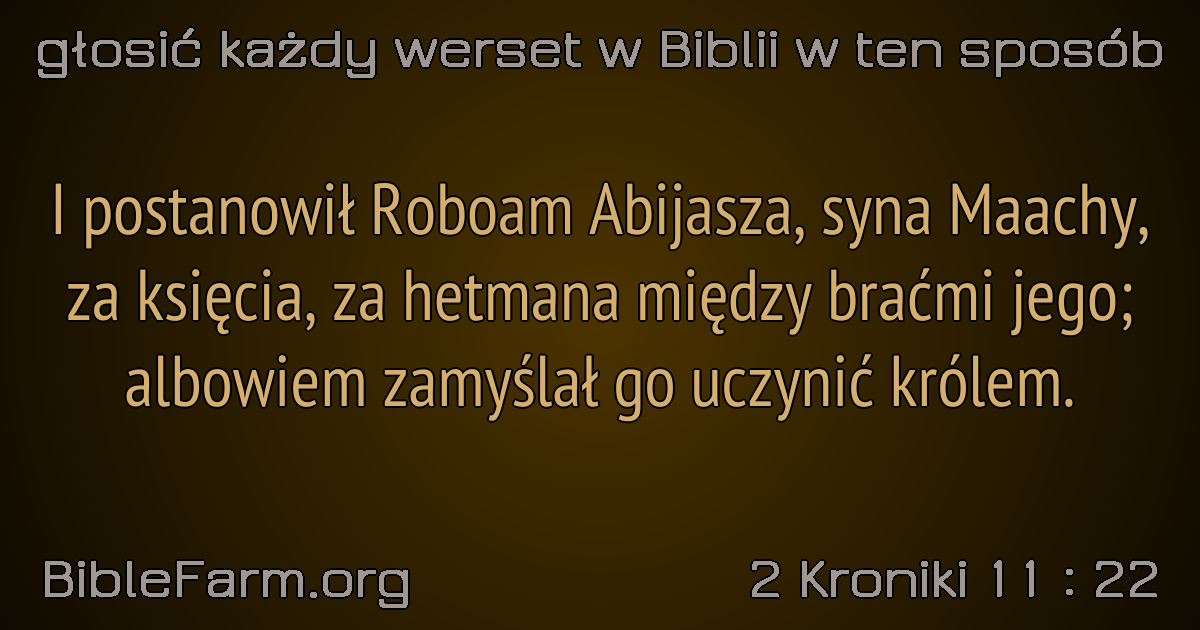 głosić każdy werset w Biblii w ten sposób
I postanowił Roboam Abijasza, syna Maachy,
za księcia, za hetmana między braćmi jego;
albowiem zamyślał go uczynić królem.
BibleFarm.org
2 Kroniki 11 : 22